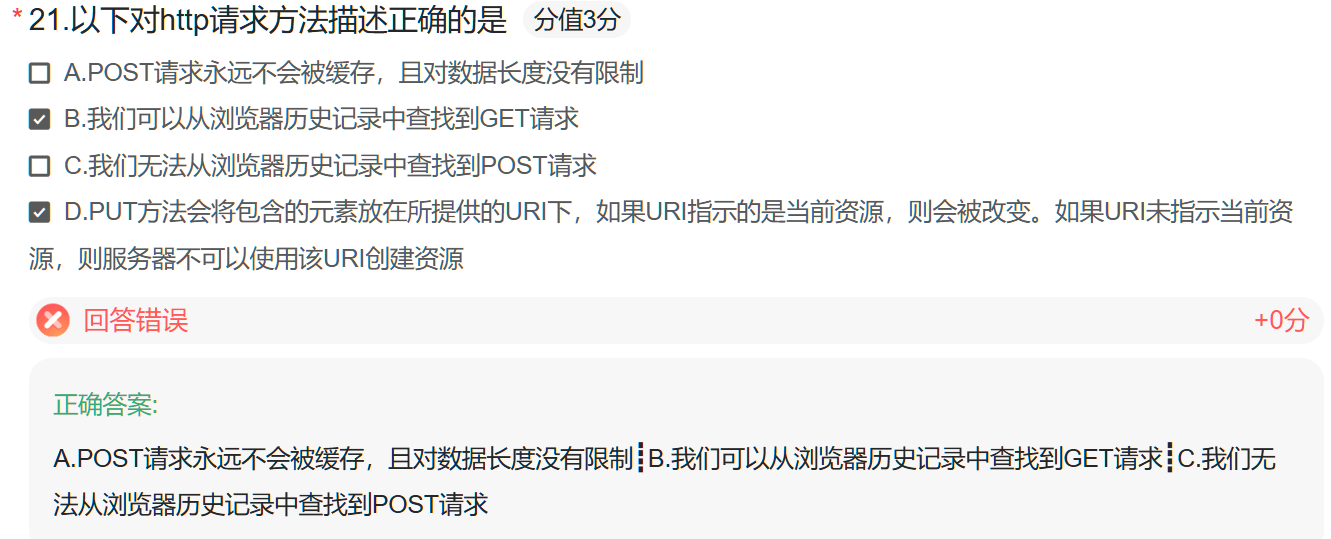 * 21.以下对http请求方法描述正确的是 分值3分
A.POST请求永远不会被缓存，且对数据长度没有限制
B.我们可以从浏览器历史记录中查找到GET请求
C.我们无法从浏览器历史记录中查找到POST请求
D.PUT方法会将包含的元素放在所提供的URI下，如果URI指示的是当前资源，则会被改变。如果URI未指示当前资
源，则服务器不可以使用该URI创建资源
回答错误 +0分
正确答案:
A.POST请求永远不会被缓存，且对数据长度没有限制┋B.我们可以从浏览器历史记录中查找到GET请求┋C.我们无
法从浏览器历史记录中查找到POST请求